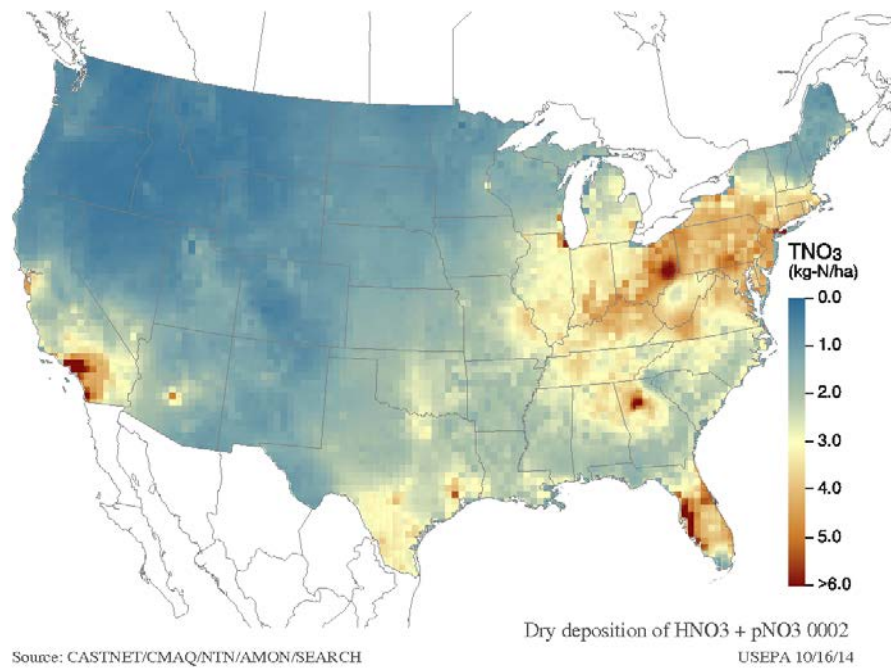 TNO₃
(kg-N/ha)
0.0
1.0
2.0
3.0
4.0
5.0
>6.0
Dry deposition of HNO3 + pNO3 0002
Source: CASTNET/CMAQ/NTN/AMON/SEARCH
USEPA 10/16/14